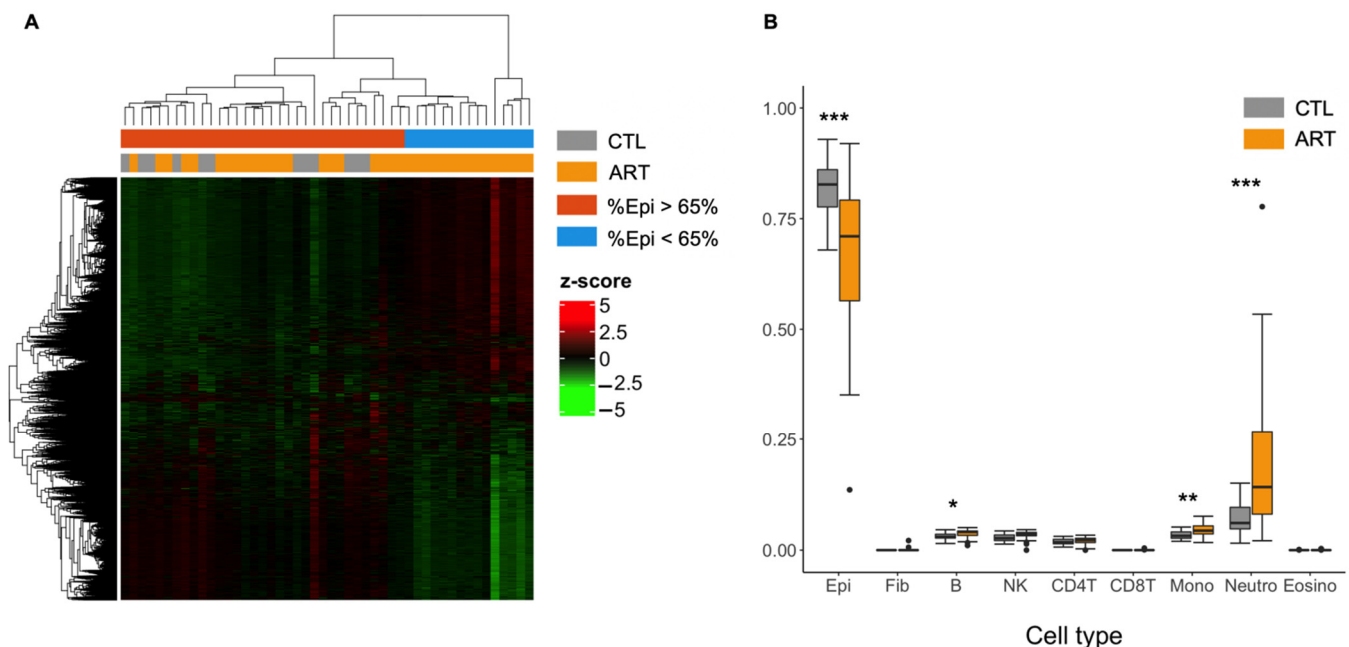 A
CTL
ART
%Epi > 65%
%Epi < 65%
z-score
5
2.5
0
−2.5
−5
B
CTL
ART
1.00
0.75
0.50
0.25
0.00
***
*
**
***
Epi Fib B NK CD4T CD8T Mono Neutro Eosino
Cell type